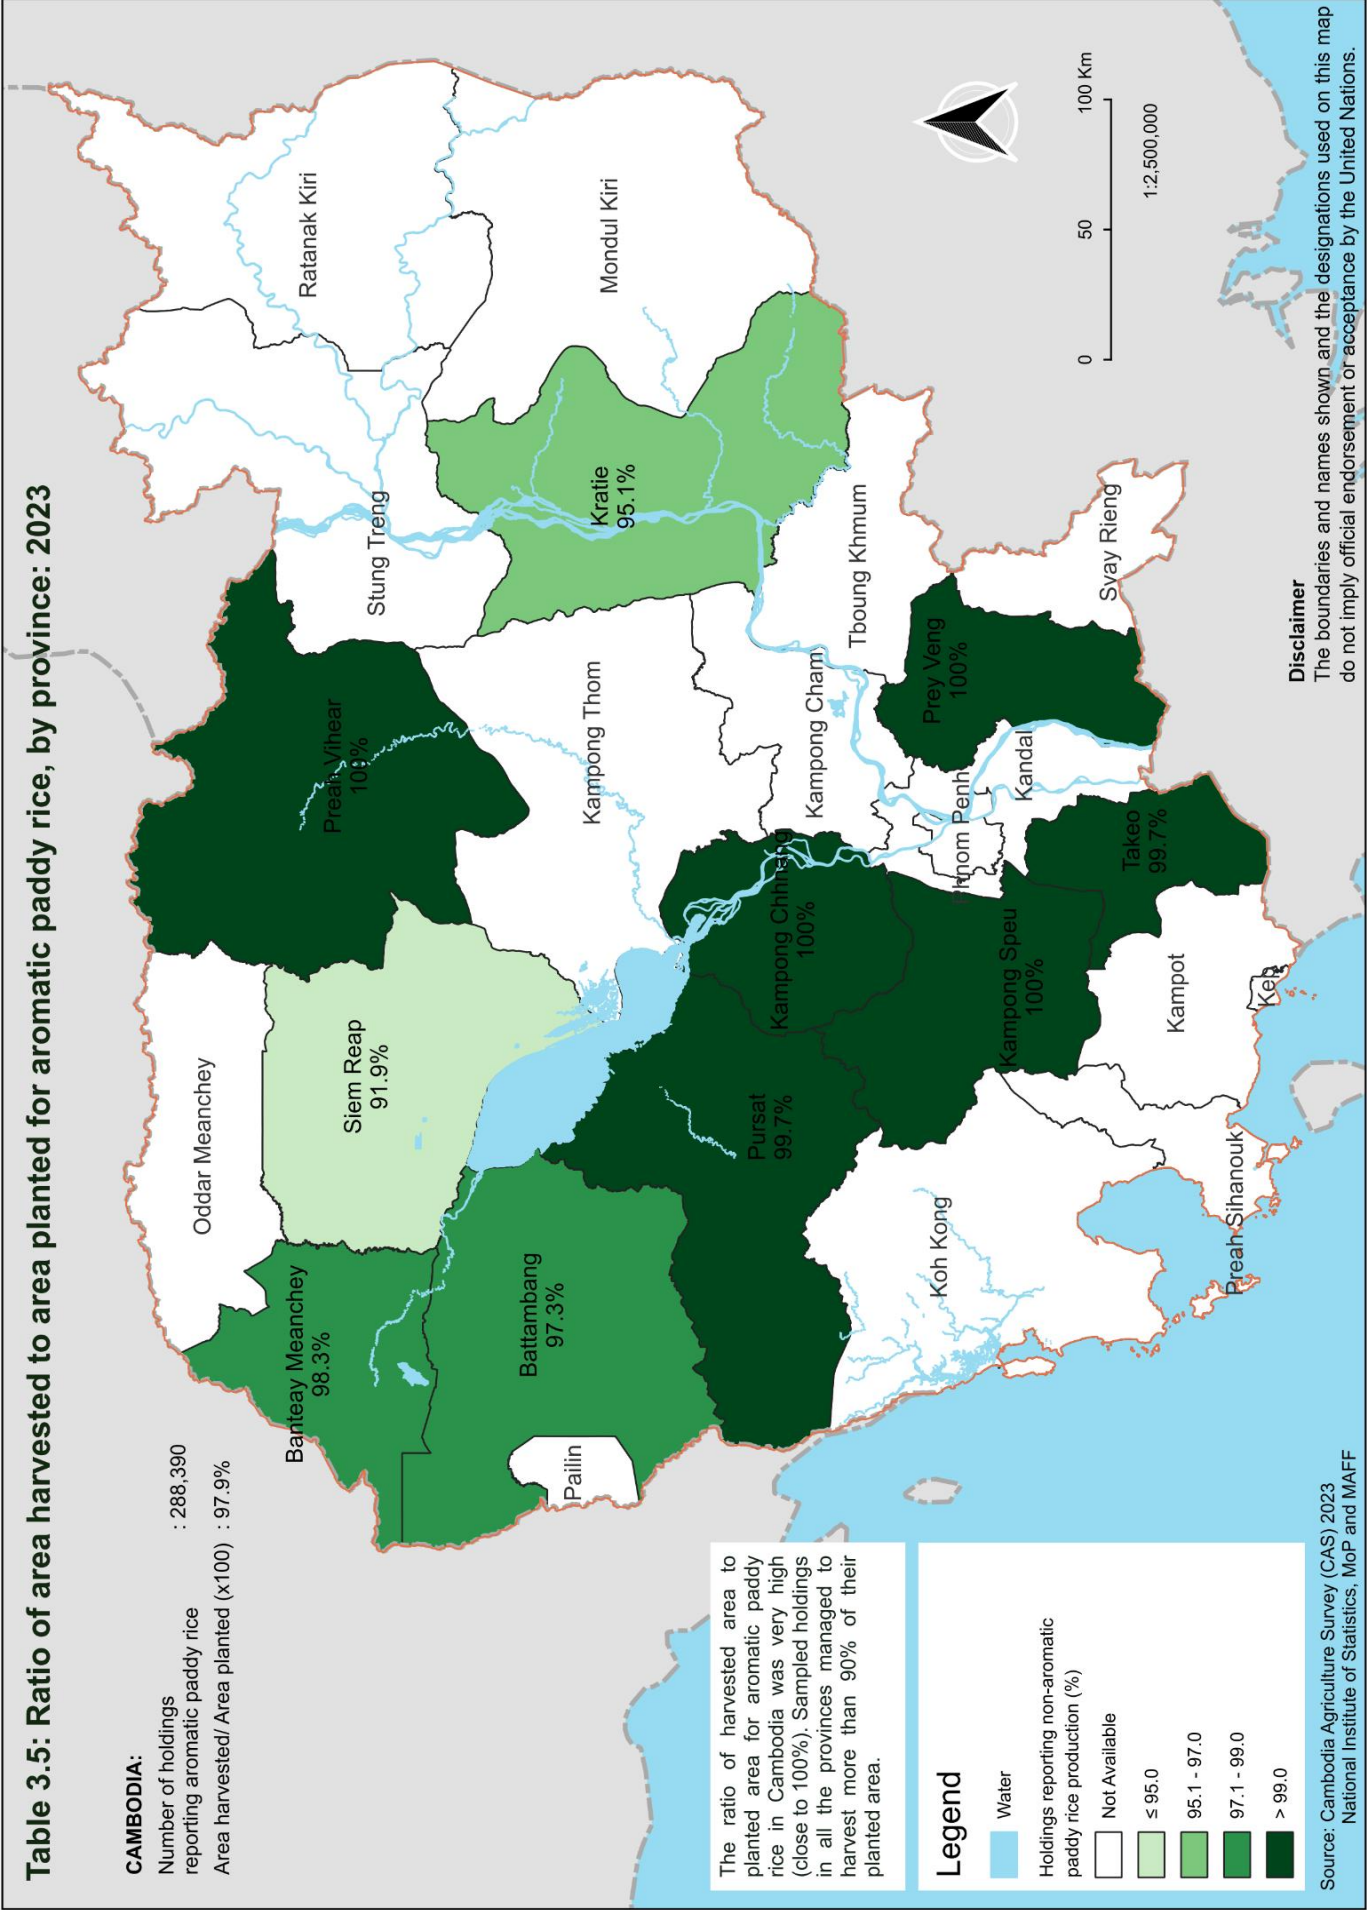 Table 3.5: Ratio of area harvested to area planted for aromatic paddy rice, by province: 2023
CAMBODIA:
Number of holdings
reporting aromatic paddy rice : 288,390
Area harvested/ Area planted (x100) : 97.9%
Oddar Meanchey
Preah Vihear
100%
Stung Treng
Ratanak Kiri
Banteay Meanchey
98.3%
Siem Reap
91.9%
Battambang
97.3%
Pailin
Kampong Thom
Kratie
95.1%
Mondul Kiri
Pursat
99.7%
Kampong Chhnang
100%
Kampong Cham
Tboung Khmum
Koh Kong
Kampong Speu
100%
Phnom Penh
Kandal
Prey Veng
100%
Svay Rieng
Takeo
99.7%
Kampot
Kep
Preah Sihanouk
The ratio of harvested area to
planted area for aromatic paddy
rice in Cambodia was very high
(close to 100%). Sampled holdings
in all the provinces managed to
harvest more than 90% of their
planted area.
Legend
Water
Holdings reporting non-aromatic
paddy rice production (%)
Not Available
≤ 95.0
95.1 - 97.0
97.1 - 99.0
> 99.0
0 50 100 Km
1:2,500,000
Source: Cambodia Agriculture Survey (CAS) 2023
National Institute of Statistics, MoP and MAFF
Disclaimer
The boundaries and names shown and the designations used on this map
do not imply official endorsement or acceptance by the United Nations.